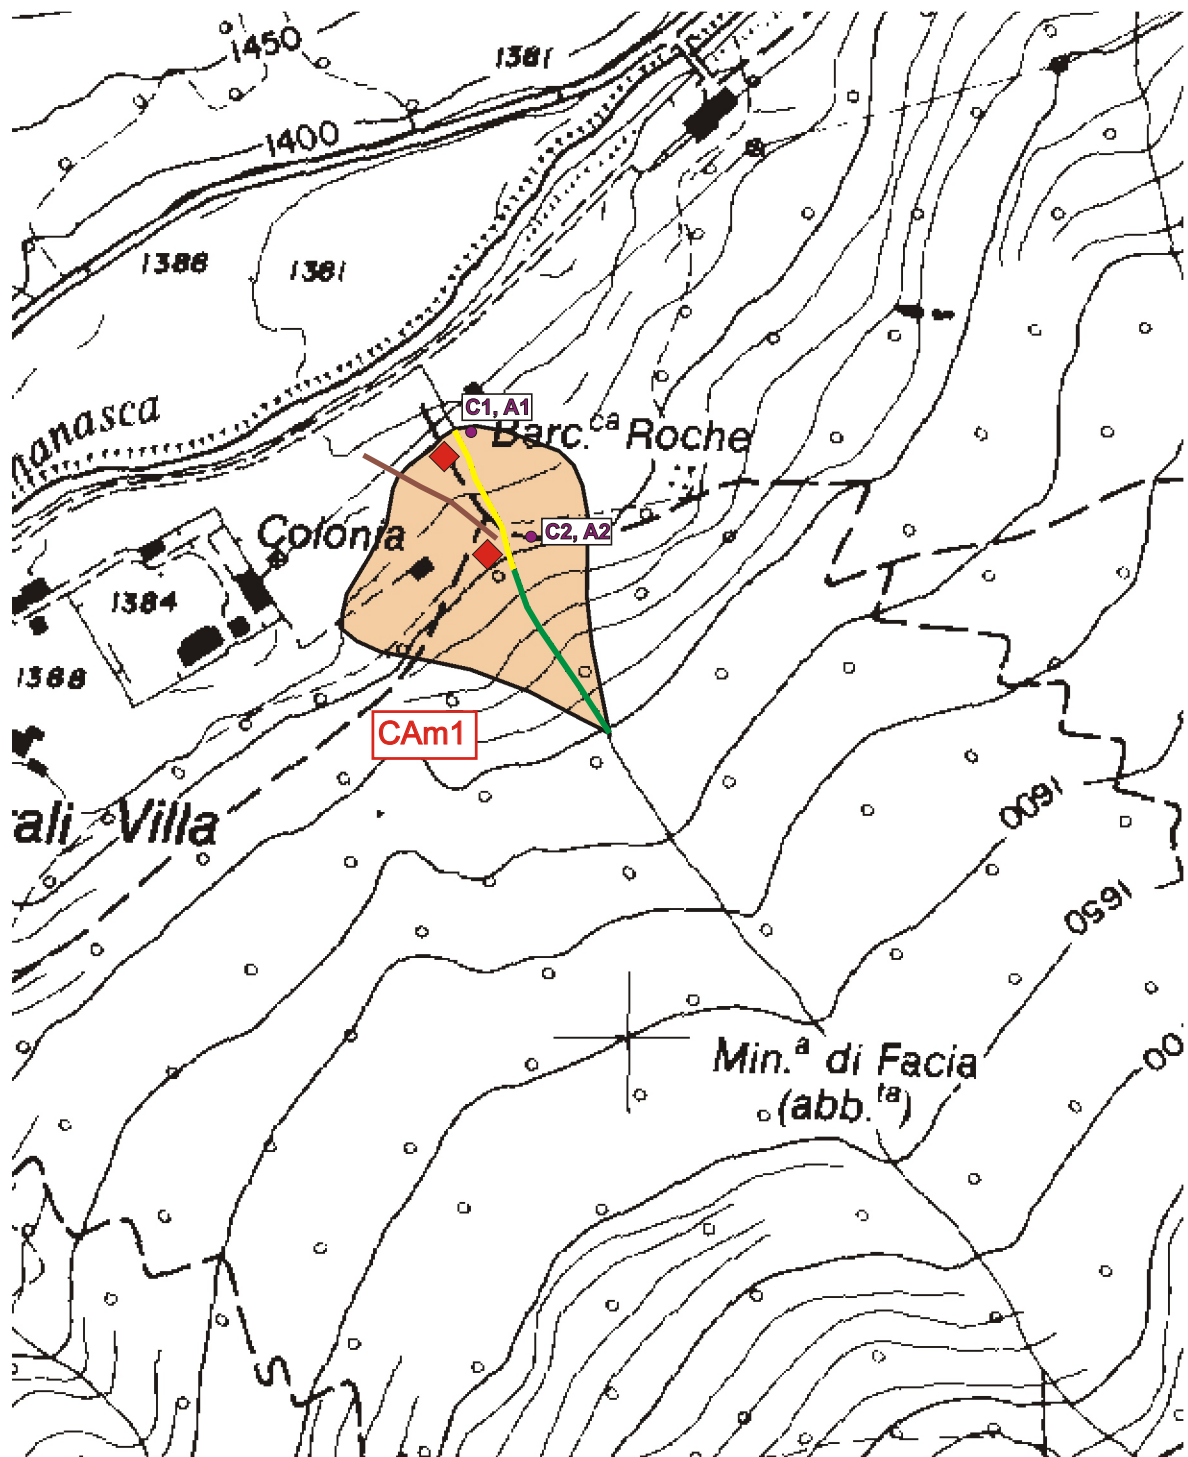 1450
1381
1400
1388
1381
nanasca
C1, A1
Barc.ca Roche
Colonia
C2, A2
1384
1388
CAm1
ali Villa
1600
1650
Min.a di Facia
(abb.ta)
00